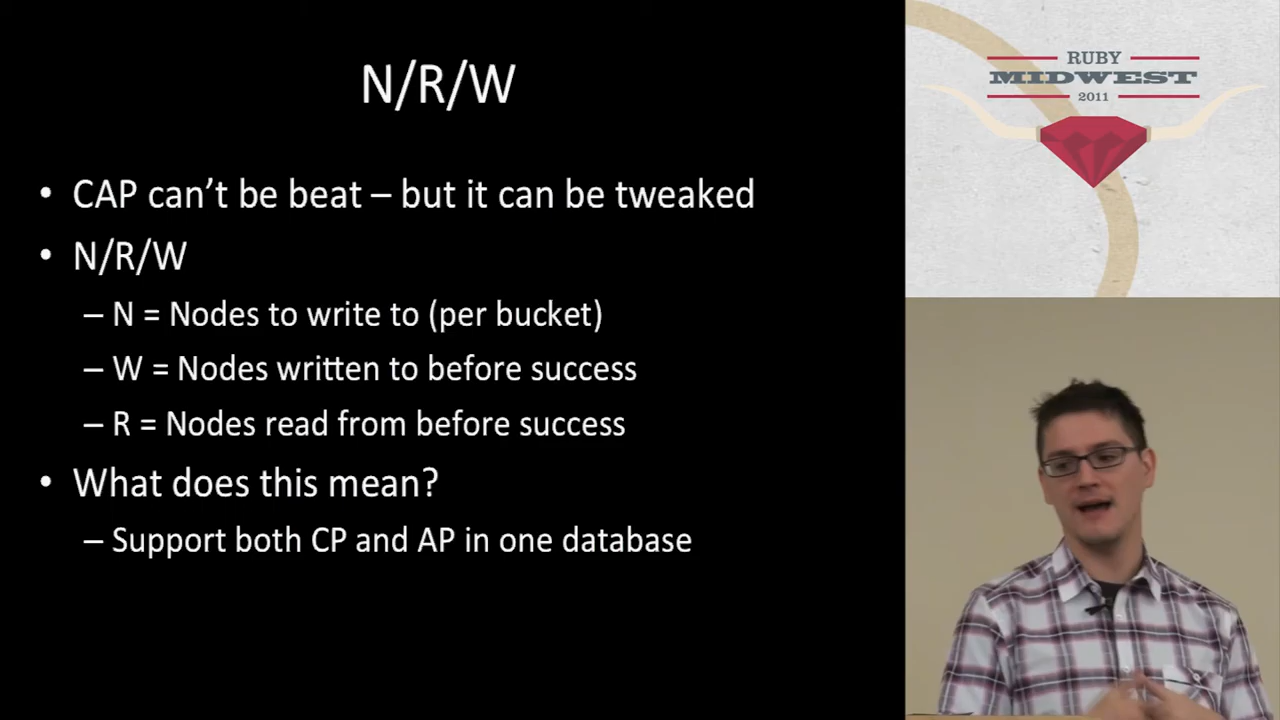 N/R/W
• CAP can’t be beat – but it can be tweaked
• N/R/W
– N = Nodes to write to (per bucket)
– W = Nodes written to before success
– R = Nodes read from before success
• What does this mean?
– Support both CP and AP in one database
RUBY
MIDWEST
2011